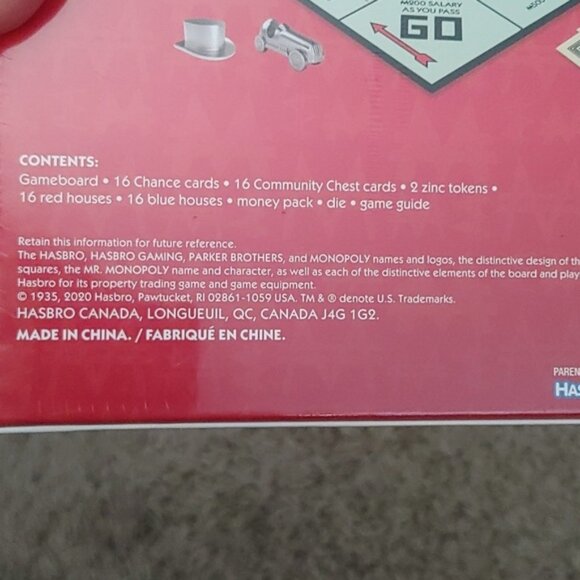 M200 SALARY
AS YOU PASS
GO
CONTENTS:
Gameboard • 16 Chance cards • 16 Community Chest cards • 2 zinc tokens •
16 red houses • 16 blue houses • money pack • die • game guide
Retain this information for future reference.
The HASBRO, HASBRO GAMING, PARKER BROTHERS, and MONOPOLY names and logos, the distinctive design of th
squares, the MR. MONOPOLY name and character, as well as each of the distinctive elements of the board and play
Hasbro for its property trading game and game equipment.
© 1935, 2020 Hasbro, Pawtucket, RI 02861-1059 USA. TM & ® denote U.S. Trademarks.
HASBRO CANADA, LONGUEUIL, QC, CANADA J4G 1G2.
MADE IN CHINA. / FABRIQUÉ EN CHINE.
PAREN
HAS